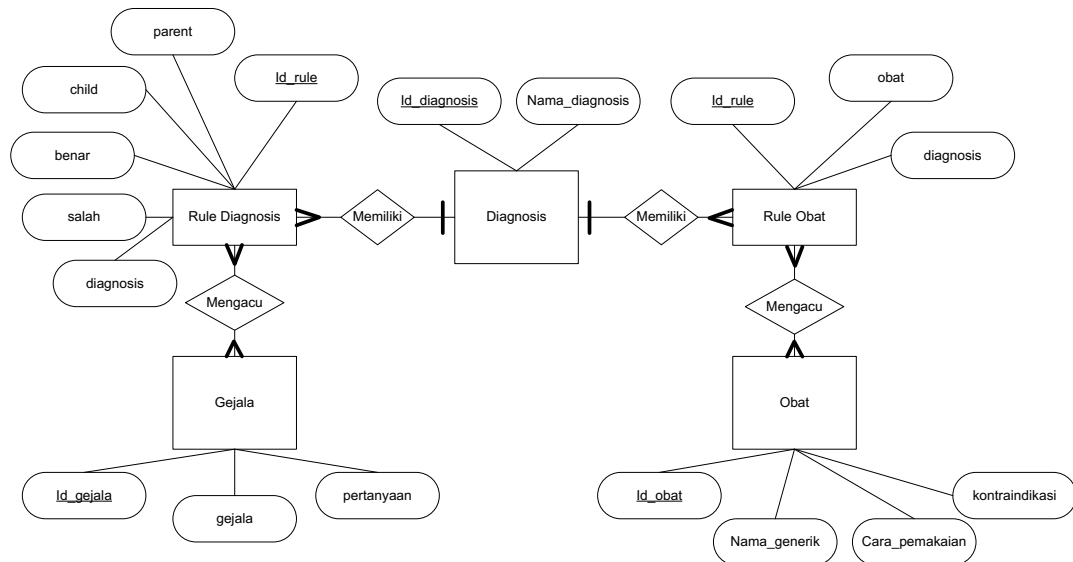 parent
child
Id_rule
benar
salah
diagnosis
Rule Diagnosis
Memiliki
Id_diagnosis
Nama_diagnosis
Diagnosis
Memiliki
Id_rule
obat
diagnosis
Rule Obat
Mengacu
Mengacu
Gejala
Obat
Id_gejala
gejala
pertanyaan
Id_obat
Nama_generik
Cara_pemakaian
kontraindikasi